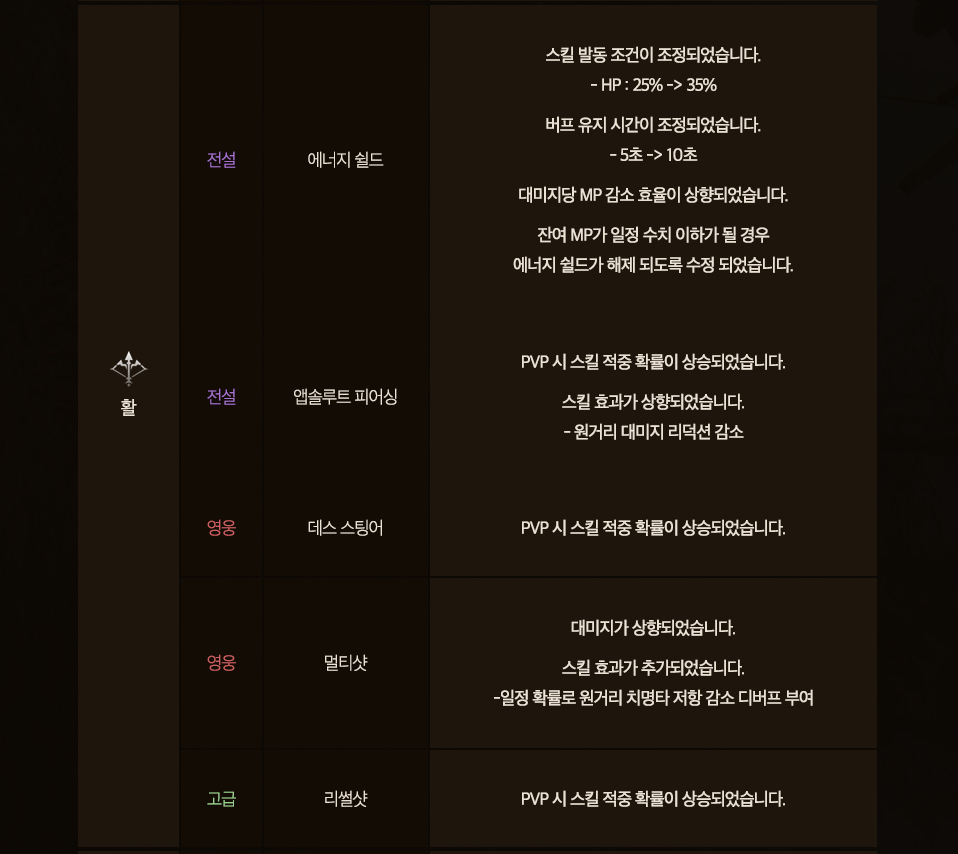 활
전설
에너지 쉴드
스킬 발동 조건이 조정되었습니다.
- HP : 25% -> 35%
버프 유지 시간이 조정되었습니다.
- 5초 -> 10초
대미지당 MP 감소 효율이 상향되었습니다.
잔여 MP가 일정 수치 이하가 될 경우
에너지 쉴드가 해제 되도록 수정 되었습니다.
전설
앱솔루트 피어싱
PVP 시 스킬 적중 확률이 상승되었습니다.
스킬 효과가 상향되었습니다.
- 원거리 대미지 리덕션 감소
영웅
데스 스팅어
PVP 시 스킬 적중 확률이 상승되었습니다.
영웅
멀티샷
대미지가 상향되었습니다.
스킬 효과가 추가되었습니다.
-일정 확률로 원거리 치명타 저항 감소 디버프 부여
고급
리썰샷
PVP 시 스킬 적중 확률이 상승되었습니다.